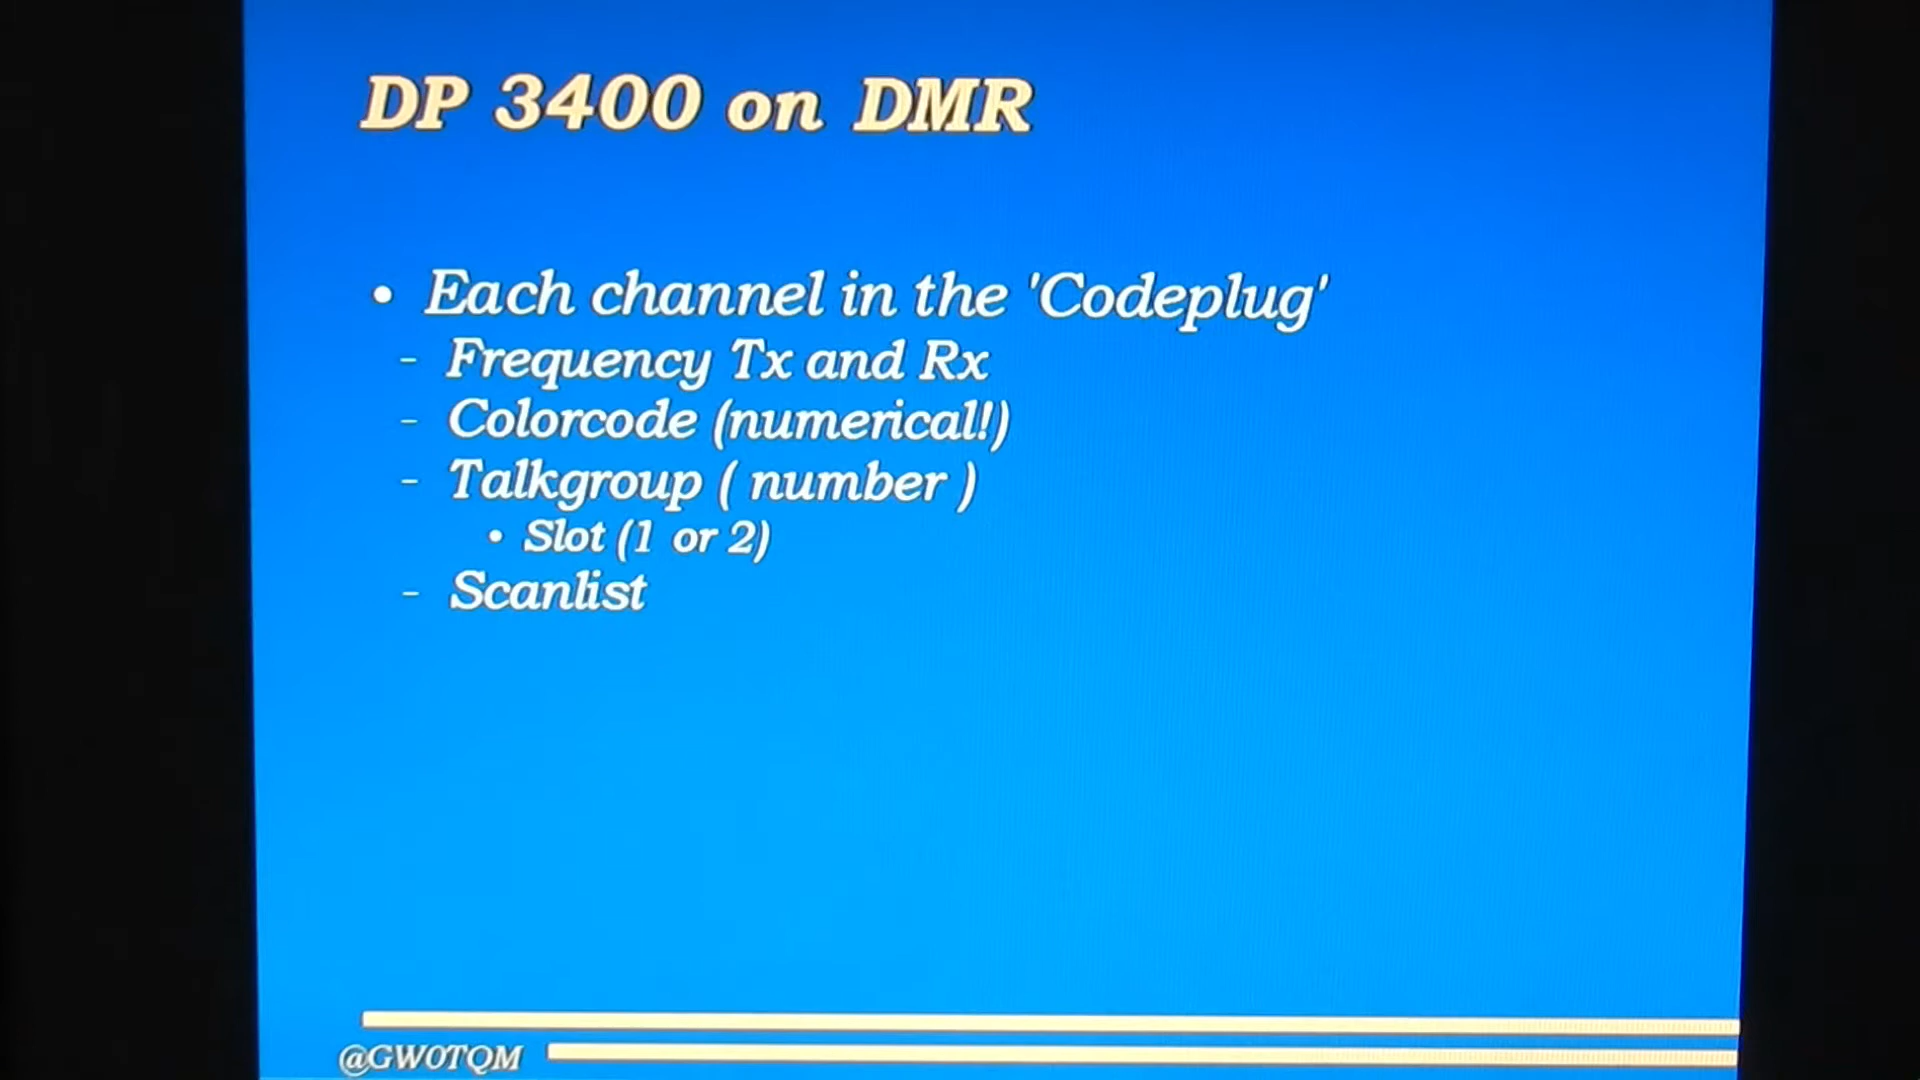 DP 3400 on DMR
• Each channel in the 'Codeplug'
- Frequency Tx and Rx
- Colorcode (numerical!)
- Talkgroup ( number )
• Slot (1 or 2)
- Scanlist
@GW0TQM